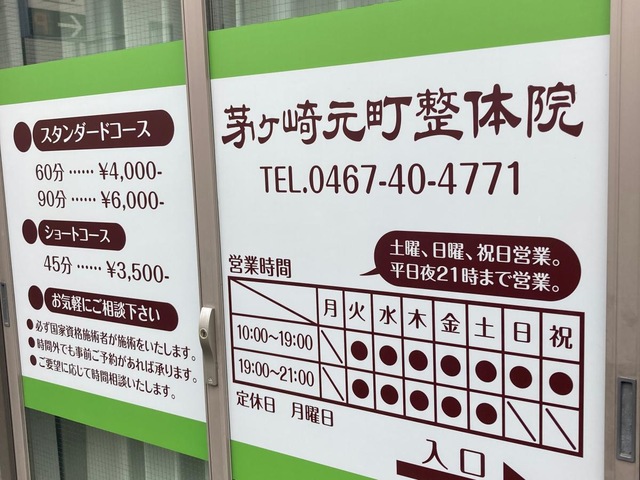 スタンダードコース
60分 …… ¥4,000-
90分 …… ¥6,000-
ショートコース
45分 …… ¥3,500-
お気軽にご相談下さい
●必ず国家資格施術者が施術をいたします。
●時間外でも事前ご予約があれば承ります。
●ご要望に応じて時間相談いたします。
茅ヶ崎元町整体院
TEL.0467-40-4771
土曜、日曜、祝日営業。
平日夜21時まで営業。
営業時間
月 火 水 木 金 土 日 祝
10:00~19:00 \ ● ● ● ● ● ● ●
19:00~21:00 \ ● ● ● ● ● \ \
定休日 月曜日
入口